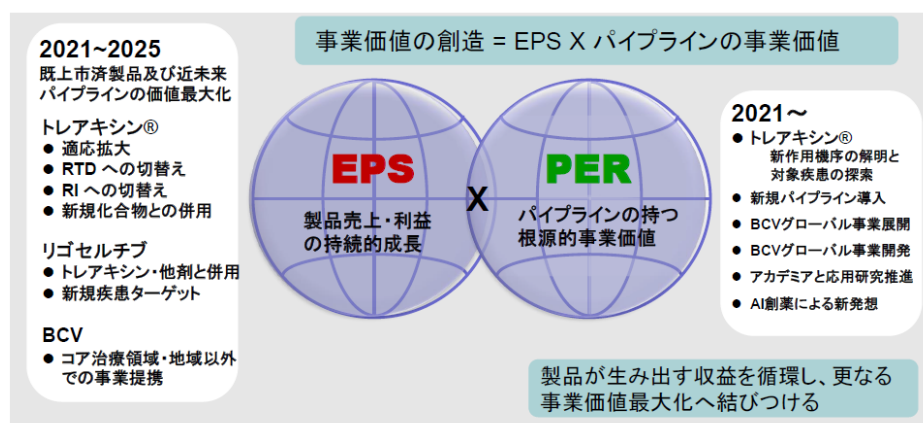 事業価値の創造 = EPS X パイプラインの事業価値
2021~2025
既上市済製品及び近未来
パイプラインの価値最大化
トレアキシン®
● 適応拡大
● RTD への切替え
● RI への切替え
● 新規化合物との併用
リゴセルチブ
● トレアキシン・他剤と併用
● 新規疾患ターゲット
BCV
● コア治療領域・地域以外
での事業提携
EPS
製品売上・利益
の持続的成長
X
PER
パイプラインの持つ
根源的事業価値
2021~
● トレアキシン®
新作用機序の解明と
対象疾患の探索
● 新規パイプライン導入
● BCVグローバル事業展開
● BCVグローバル事業開発
● アカデミアと応用研究推進
● AI創薬による新発想
製品が生み出す収益を循環し、更なる
事業価値最大化へ結びつける